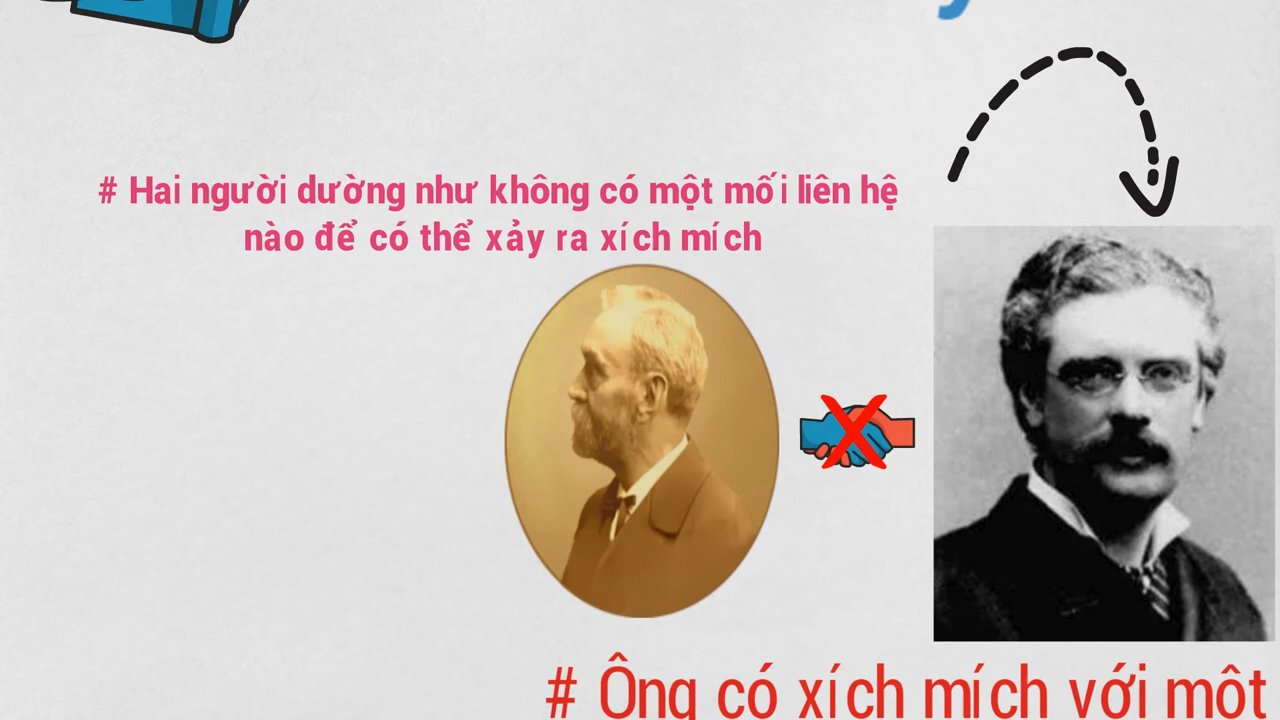 # Hai người dường như không có một mối liên hệ
nào để có thể xảy ra xích mích
# Ông có xích mích với một